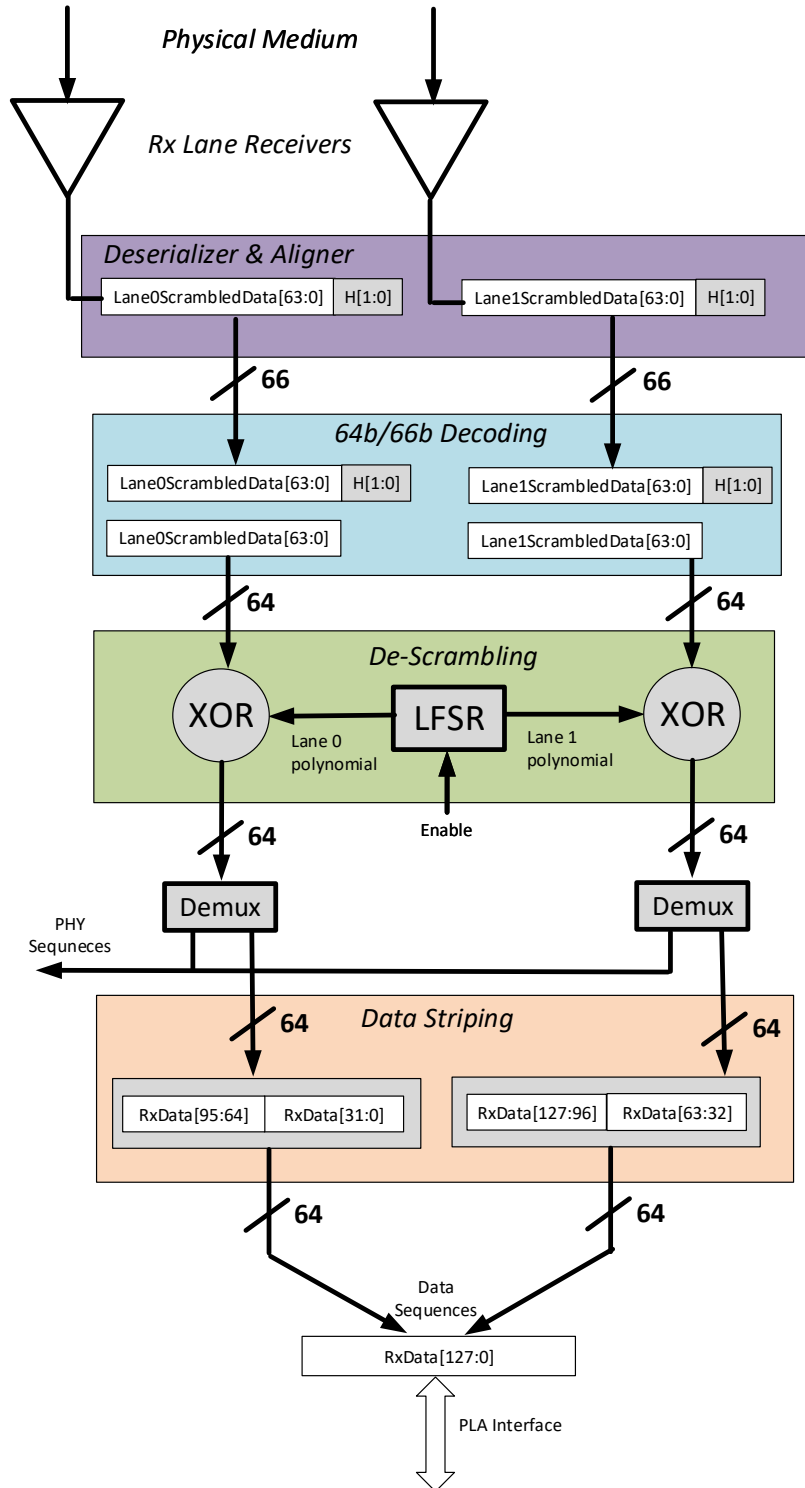 Physical Medium
Rx Lane Receivers
Deserializer & Aligner
Lane0ScrambledData[63:0] H[1:0]
Lane1ScrambledData[63:0] H[1:0]
66
66
64b/66b Decoding
Lane0ScrambledData[63:0] H[1:0]
Lane1ScrambledData[63:0] H[1:0]
Lane0ScrambledData[63:0]
Lane1ScrambledData[63:0]
64
64
De-Scrambling
XOR
LFSR
XOR
Lane 0
polynomial
Lane 1
polynomial
Enable
64
64
Demux
Demux
PHY
Sequneces
64
Data Striping
64
RxData[95:64] RxData[31:0]
RxData[127:96] RxData[63:32]
64
64
Data
Sequences
RxData[127:0]
PLA Interface